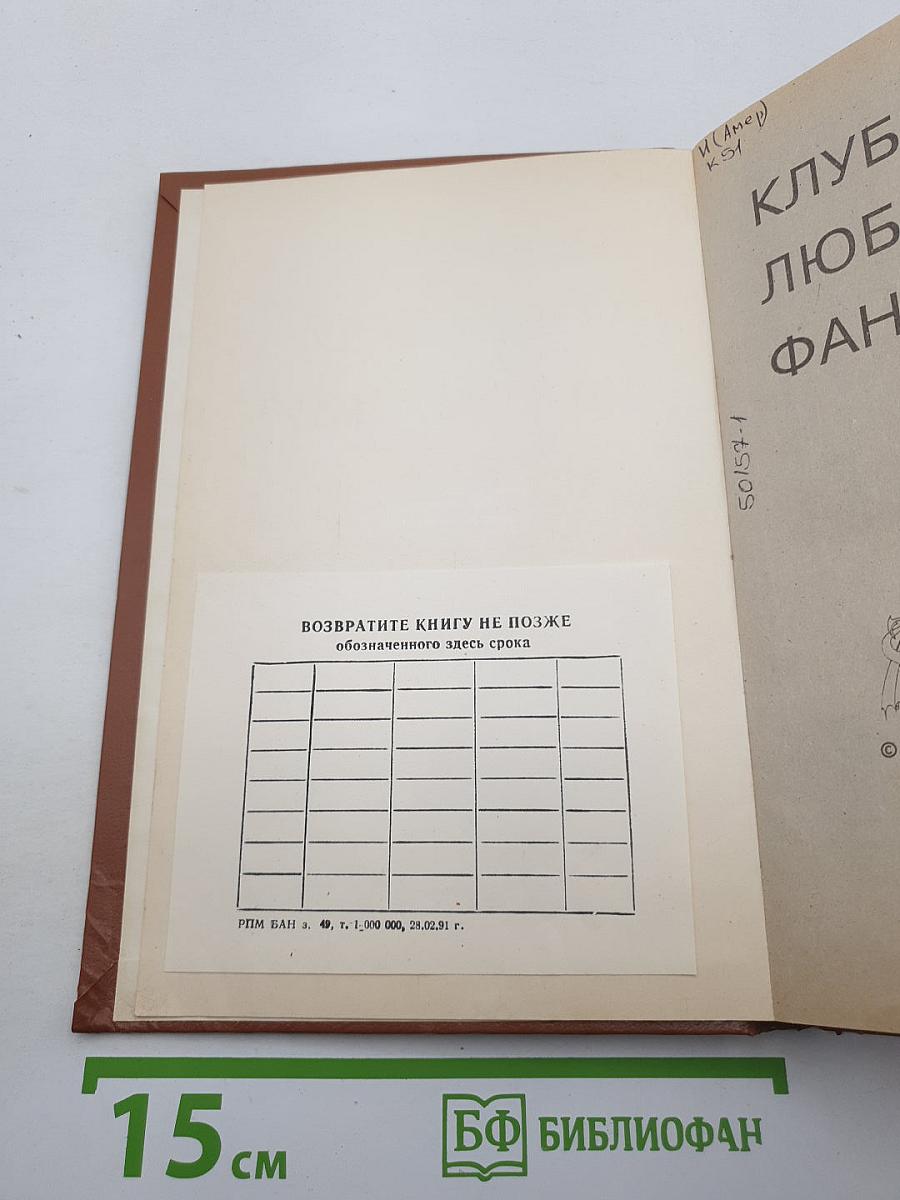 И (Амер)
К 51
КЛУБ
ЛЮБ
ФАН
50157-1
©
ВОЗВРАТИТЕ КНИГУ НЕ ПОЗЖЕ
обозначенного здесь срока
РПМ БАН з. 49, т. 1 000 000, 28.02.91 г.
15 см
БФ БИБЛИОФАН